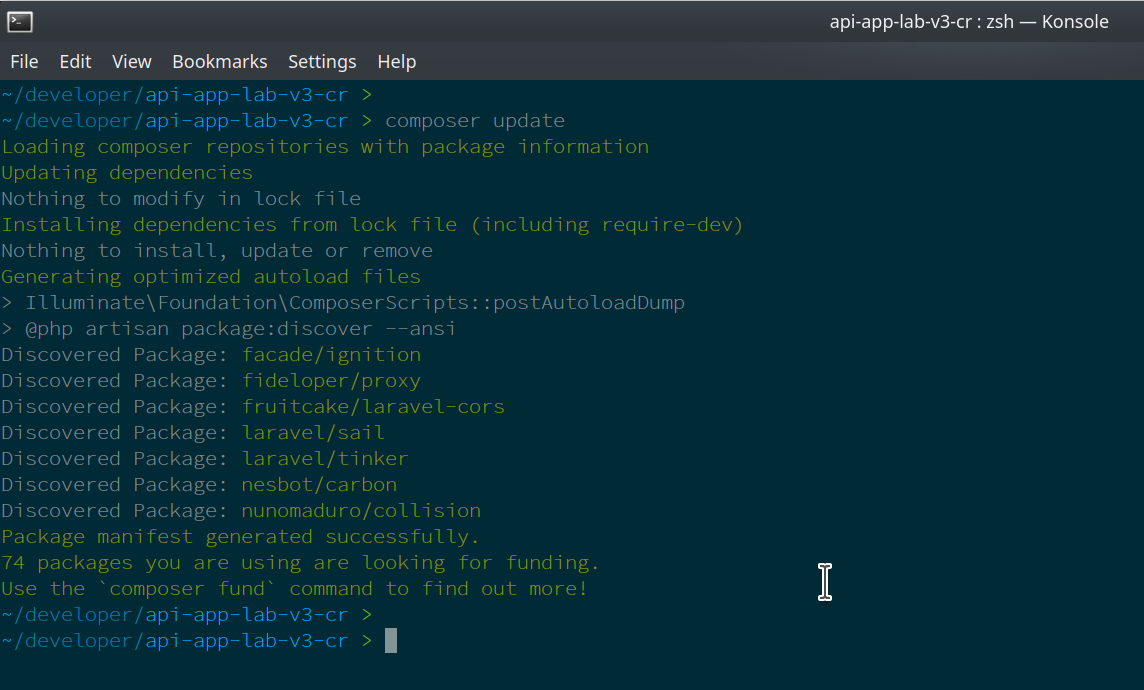 api-app-lab-v3-cr : zsh — Konsole
File Edit View Bookmarks Settings Help
~/developer/api-app-lab-v3-cr >
~/developer/api-app-lab-v3-cr > composer update
Loading composer repositories with package information
Updating dependencies
Nothing to modify in lock file
Installing dependencies from lock file (including require-dev)
Nothing to install, update or remove
Generating optimized autoload files
> Illuminate\Foundation\ComposerScripts::postAutoloadDump
> @php artisan package:discover --ansi
Discovered Package: facade/ignition
Discovered Package: fideloper/proxy
Discovered Package: fruitcake/laravel-cors
Discovered Package: laravel/sail
Discovered Package: laravel/tinker
Discovered Package: nesbot/carbon
Discovered Package: nunomaduro/collision
Package manifest generated successfully.
74 packages you are using are looking for funding.
Use the `composer fund` command to find out more!
~/developer/api-app-lab-v3-cr >
~/developer/api-app-lab-v3-cr >